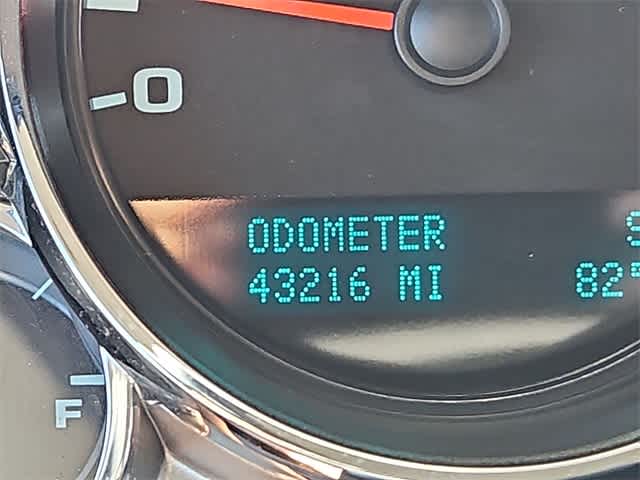 0
ODOMETER S
43216 MI 82°
F